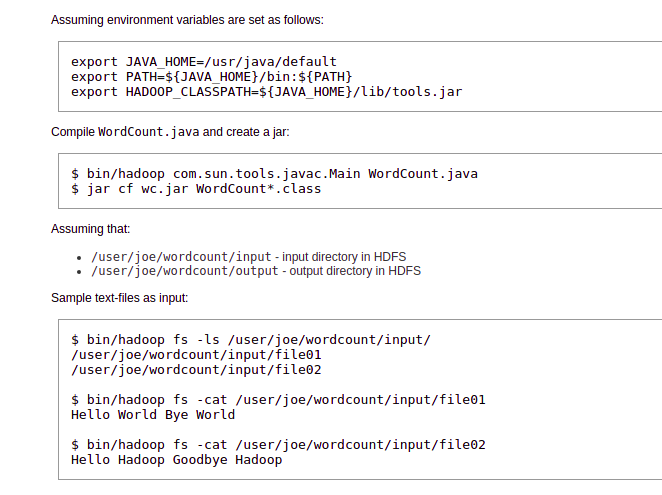 Assuming environment variables are set as follows:
export JAVA_HOME=/usr/java/default
export PATH=${JAVA_HOME}/bin:${PATH}
export HADOOP_CLASSPATH=${JAVA_HOME}/lib/tools.jar
Compile WordCount.java and create a jar:
$ bin/hadoop com.sun.tools.javac.Main WordCount.java
$ jar cf wc.jar WordCount*.class
Assuming that:
• /user/joe/wordcount/input - input directory in HDFS
• /user/joe/wordcount/output - output directory in HDFS
Sample text-files as input:
$ bin/hadoop fs -ls /user/joe/wordcount/input/
/user/joe/wordcount/input/file01
/user/joe/wordcount/input/file02
$ bin/hadoop fs -cat /user/joe/wordcount/input/file01
Hello World Bye World
$ bin/hadoop fs -cat /user/joe/wordcount/input/file02
Hello Hadoop Goodbye Hadoop